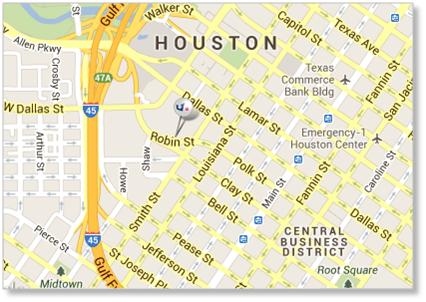 Gulf F
Walker St
Capitol St
Texas Ave
St
Allen Pkwy
HOUSTON
Crosby St
47A
Texas
Commerce
Bank Bldg
Fannin St
San Jac
W Dallas St
45
Dallas St
Lamar St
Arthur St
Robin St
Emergency-1
Houston Center
Shaw
Louisiana St
Howe
Polk St
Caroline St
Clay St
Main St
Fannin St
Smith St
Bell St
Dallas St
Pierce St
45
Pease St
CENTRAL
BUSINESS
DISTRICT
Jefferson St
St Joseph P
Gulf F
Midtown
Root Square